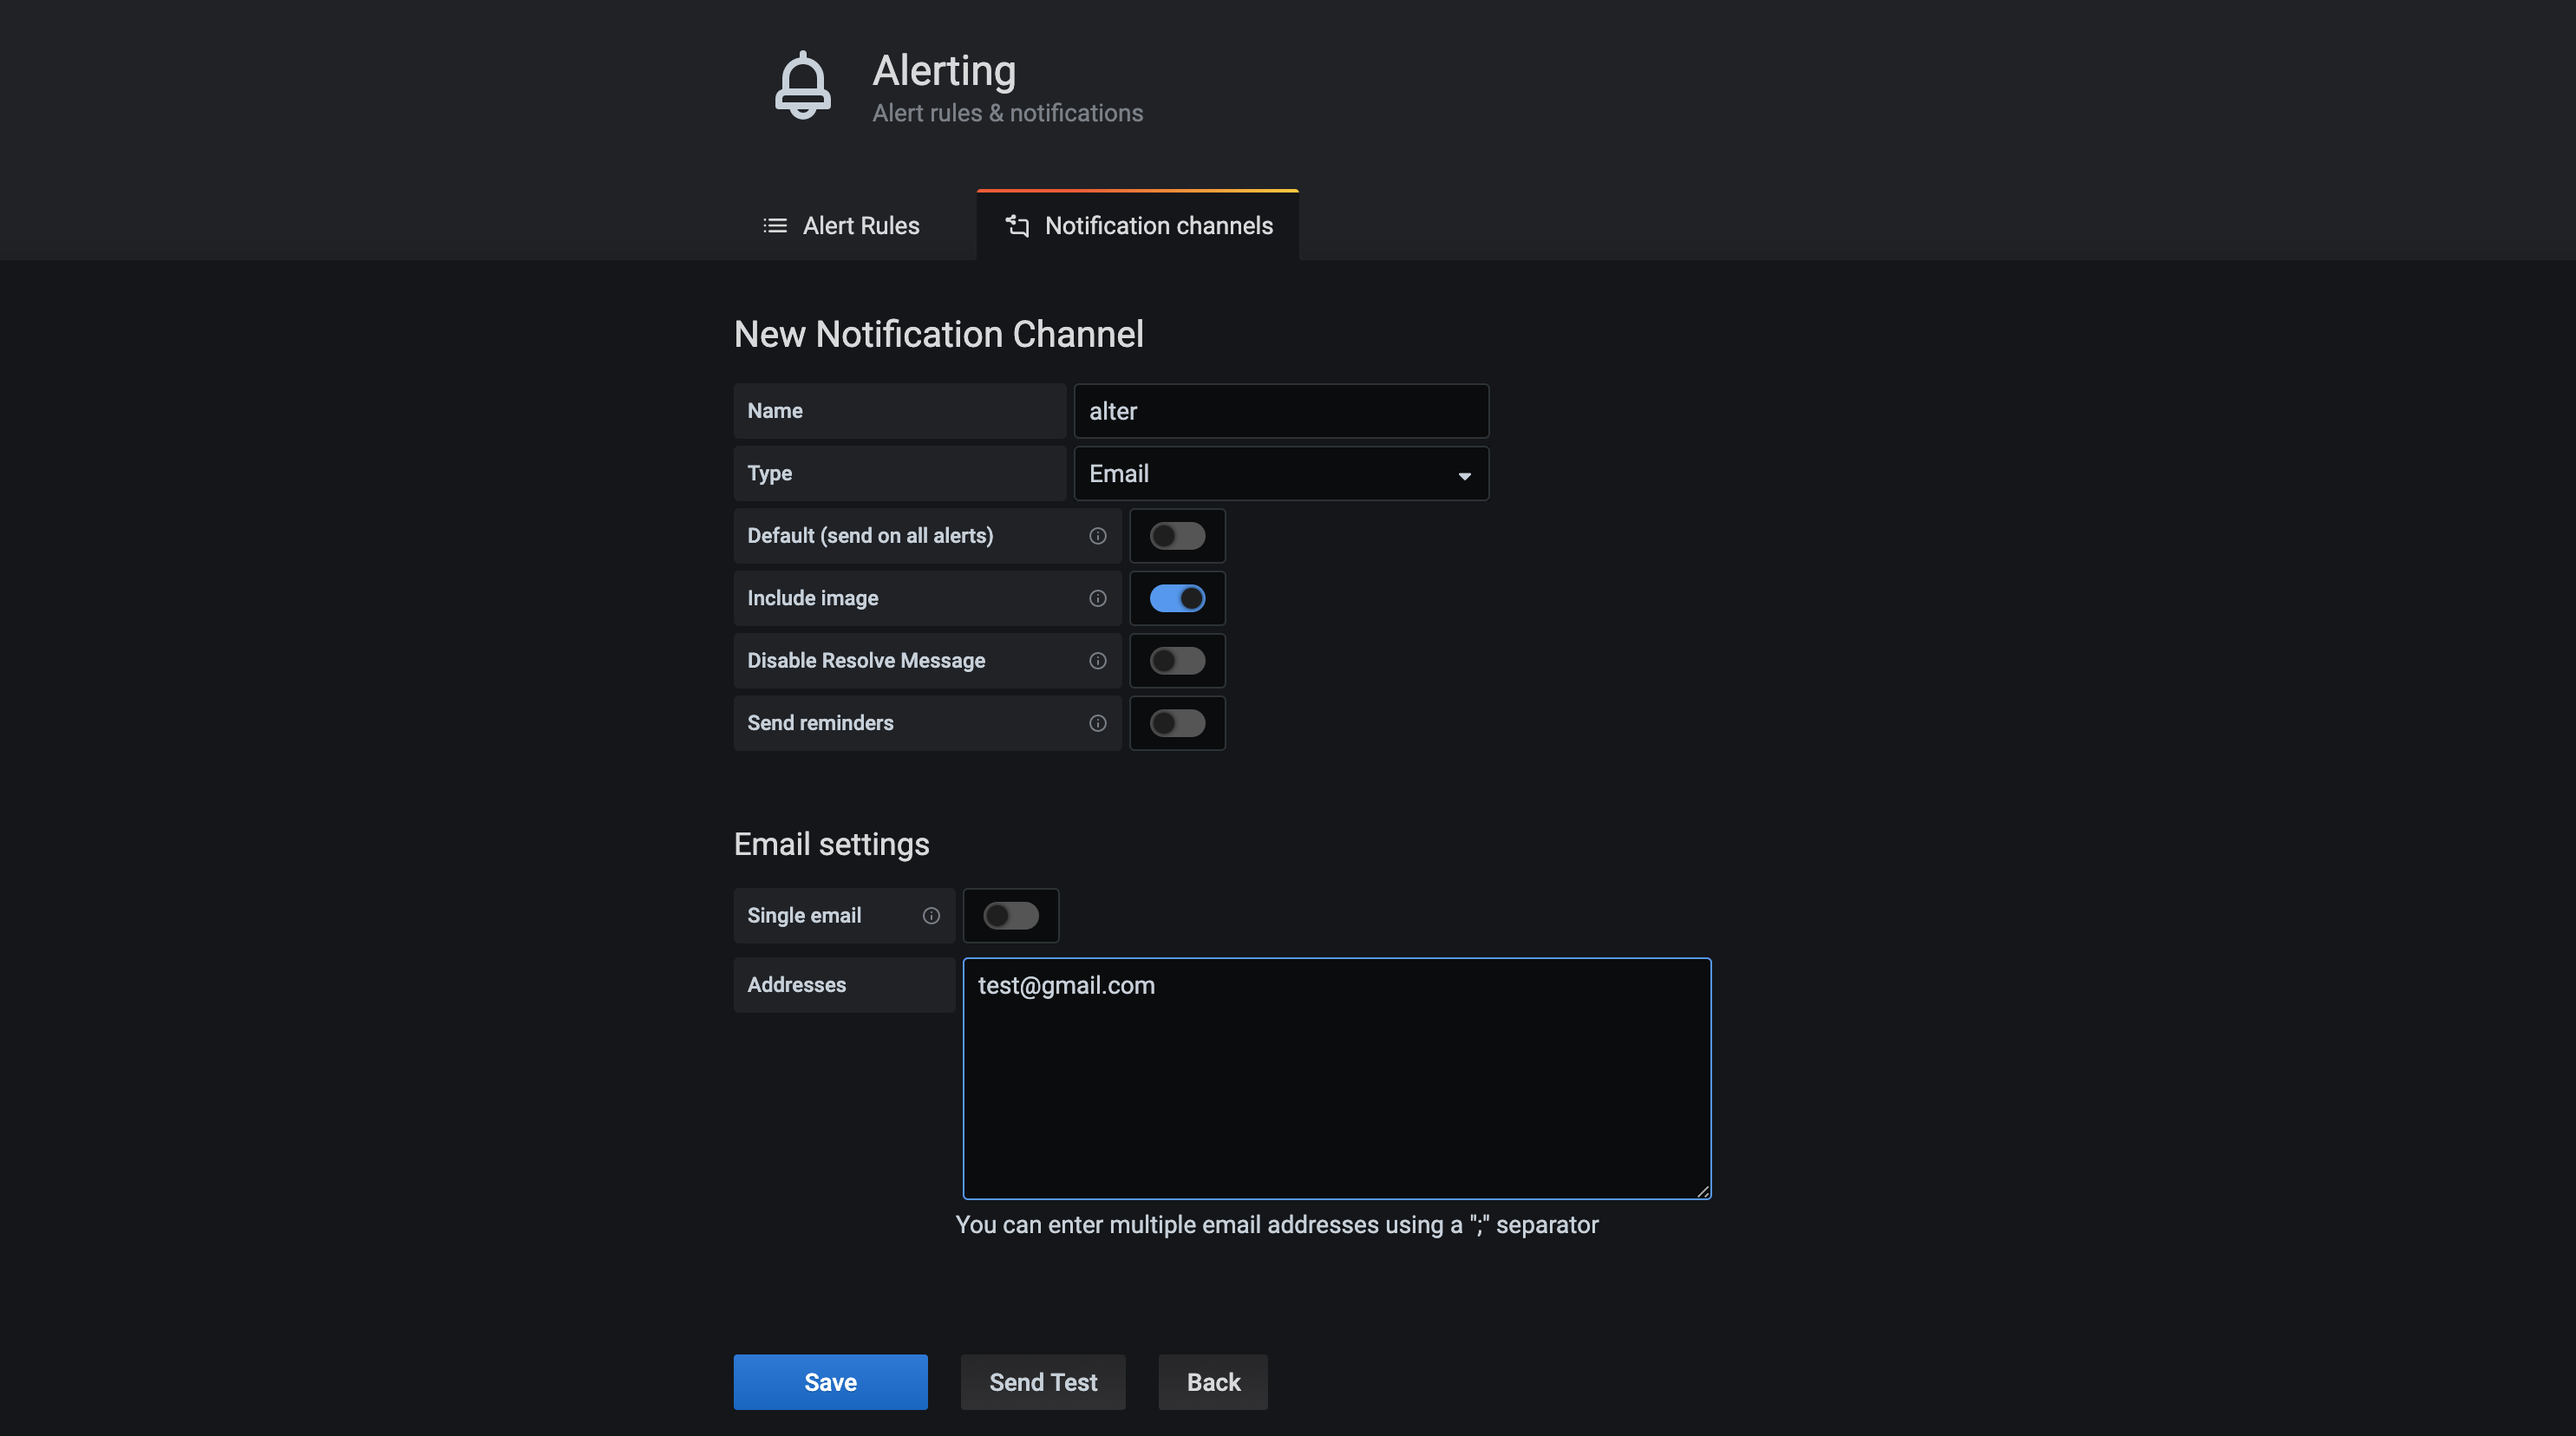 Alerting
Alert rules & notifications
Alert Rules
Notification channels
New Notification Channel
Name
alter
Type
Email
Default (send on all alerts)
Include image
Disable Resolve Message
Send reminders
Email settings
Single email
Addresses
test@gmail.com
You can enter multiple email addresses using a ";" separator
Save
Send Test
Back